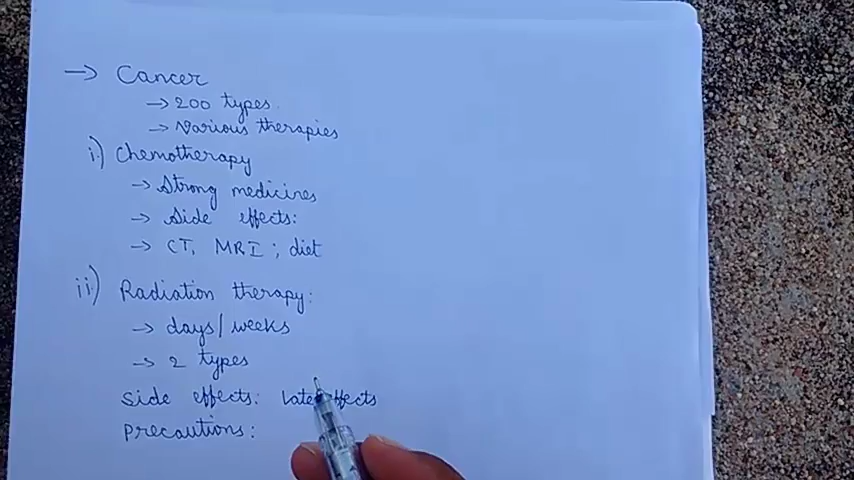 → Cancer
→ 200 types.
→ Various therapies
i.) Chemotherapy
→ Strong medicines
→ Side effects:
→ CT, MRI ; diet
ii) Radiation therapy:
→ days/weeks
→ 2 types
Side effects: Late effects
Precautions: